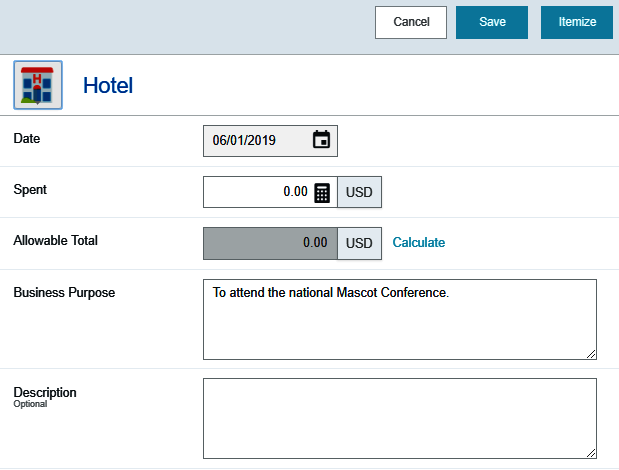 Cancel Save Itemize
H Hotel
Date 06/01/2019
Spent 0.00 USD
Allowable Total 0.00 USD Calculate
Business Purpose To attend the national Mascot Conference.
Description
Optional